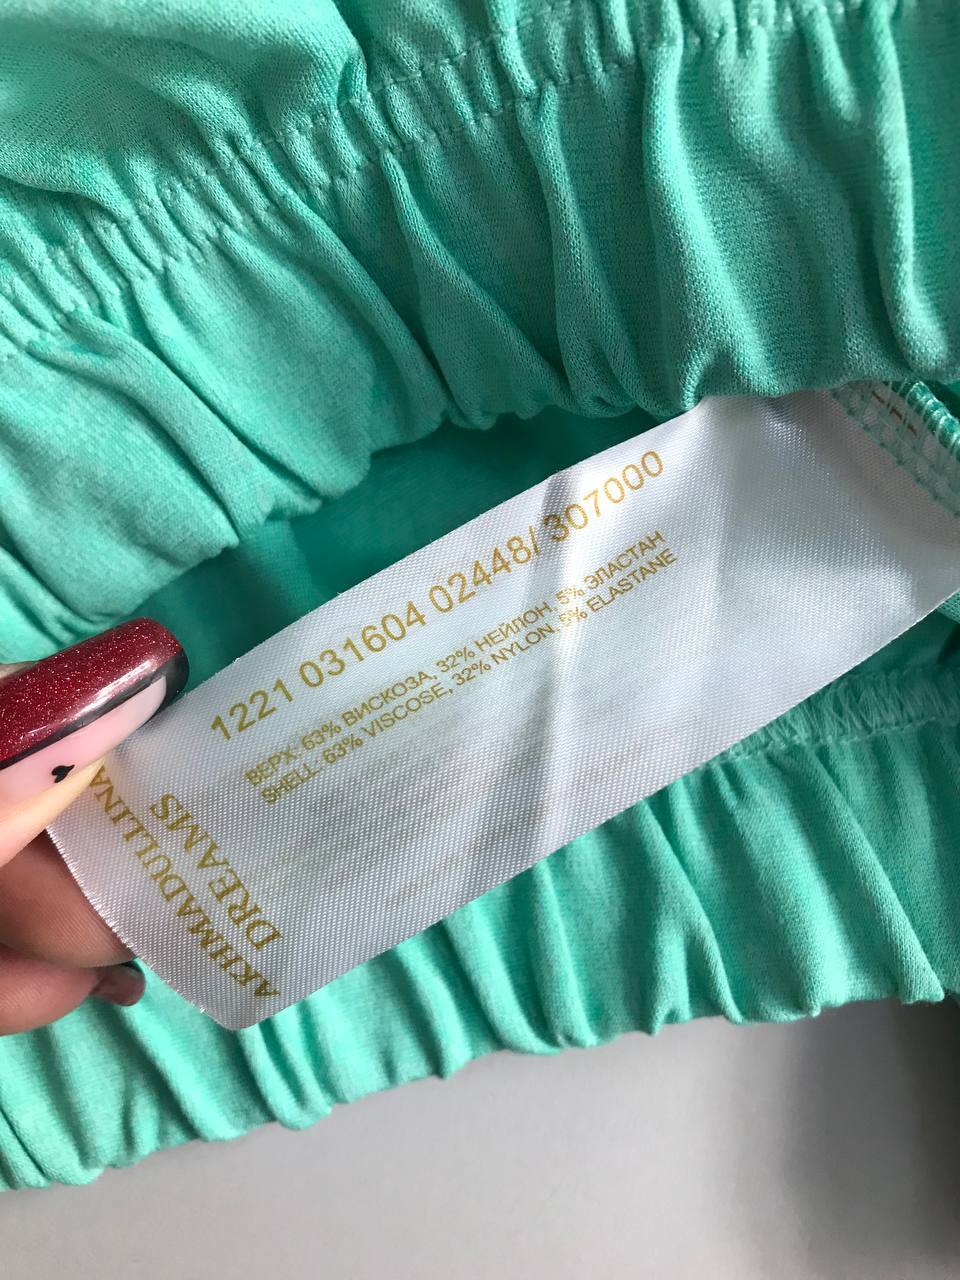 1221 031604 02448/ 307000
ВЕРХ: 63% ВИСКОЗА, 32% НЕЙЛОН, 5% ЭЛАСТАН
SHELL: 63% VISCOSE, 32% NYLON, 5% ELASTANE
AKHMADULLINA
DREAMS